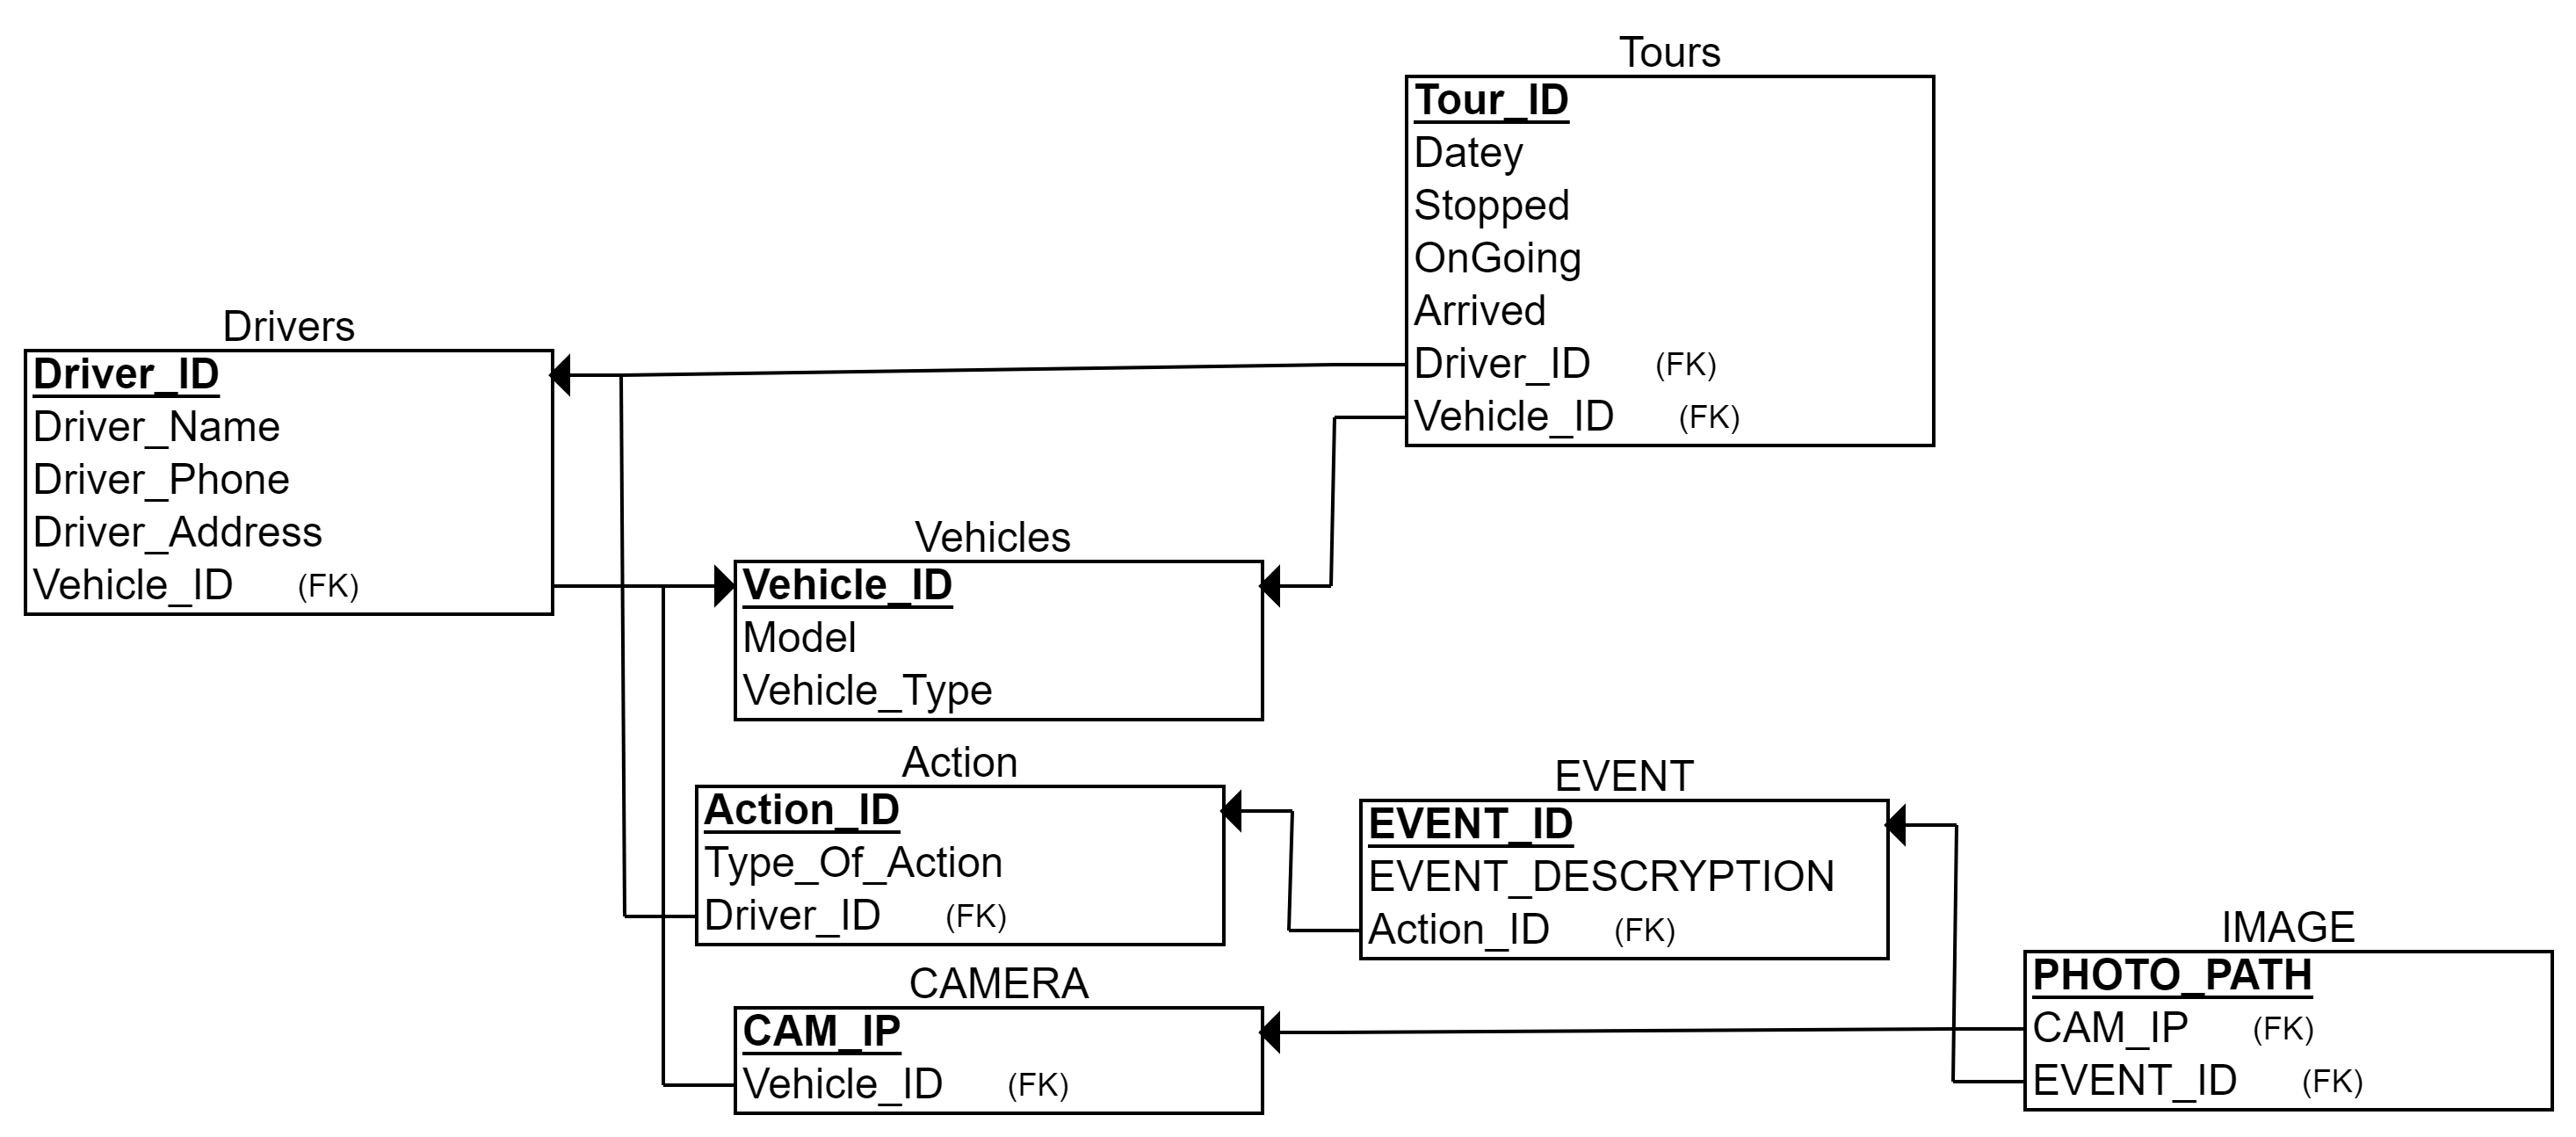 Tours
Tour_ID
Datey
Stopped
OnGoing
Arrived
Driver_ID (FK)
Vehicle_ID (FK)
Drivers
Driver_ID
Driver_Name
Driver_Phone
Driver_Address
Vehicle_ID (FK)
Vehicles
Vehicle_ID
Model
Vehicle_Type
Action
Action_ID
Type_Of_Action
Driver_ID (FK)
EVENT
EVENT_ID
EVENT_DESCRYPTION
Action_ID (FK)
CAMERA
CAM_IP
Vehicle_ID (FK)
IMAGE
PHOTO_PATH
CAM_IP (FK)
EVENT_ID (FK)